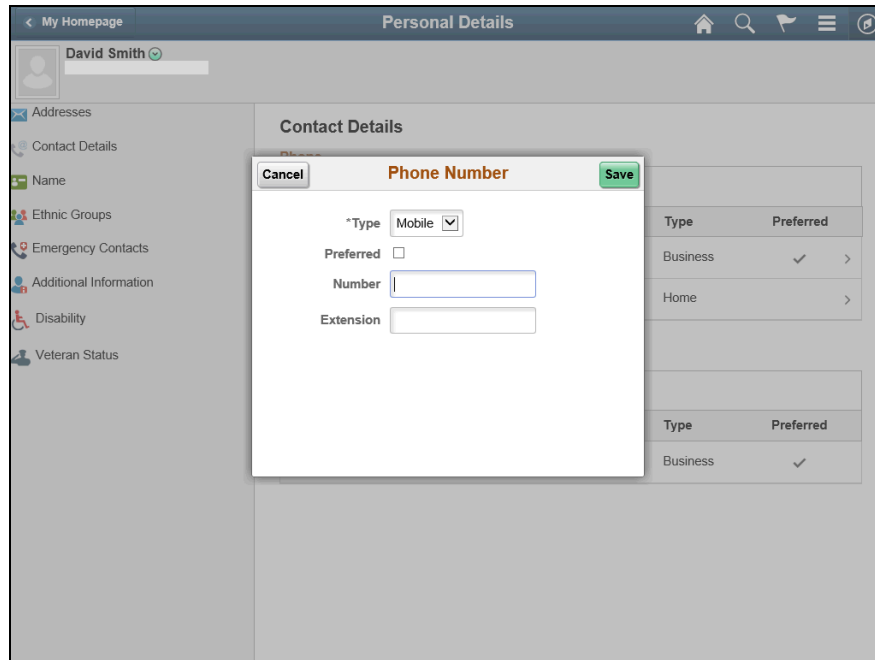 My Homepage
Personal Details
David Smith
Addresses
Contact Details
Name
Ethnic Groups
Emergency Contacts
Additional Information
Disability
Veteran Status
Contact Details
Phone
Cancel
Phone Number
Save
*Type Mobile
Preferred
Number
Extension
Type Preferred
Business
Home
Type Preferred
Business